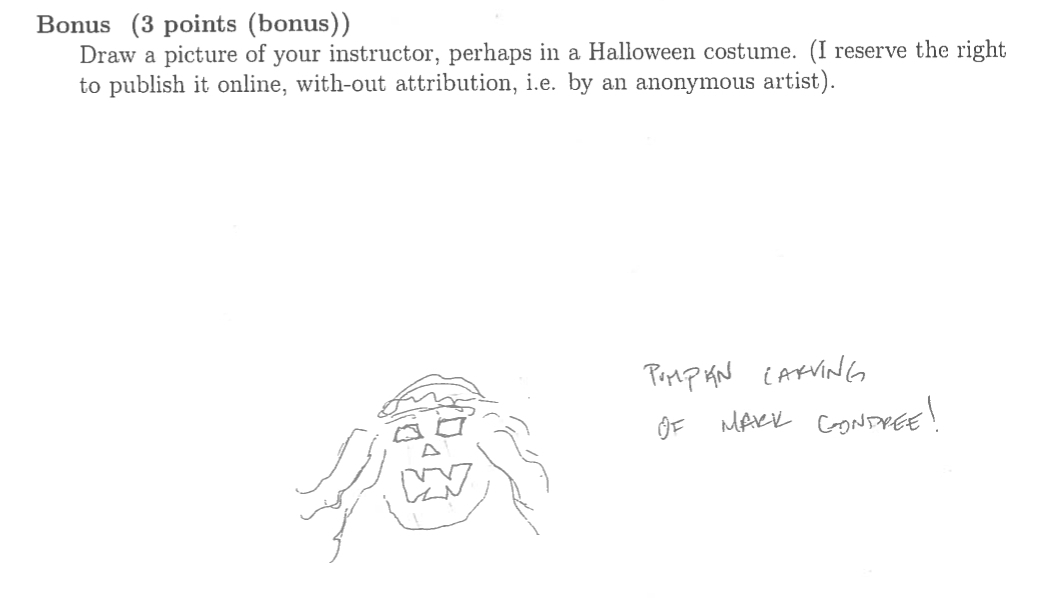 Bonus (3 points (bonus))
Draw a picture of your instructor, perhaps in a Halloween costume. (I reserve the right
to publish it online, with-out attribution, i.e. by an anonymous artist).
PUMPKIN CARVING
OF MARK GONDREE!